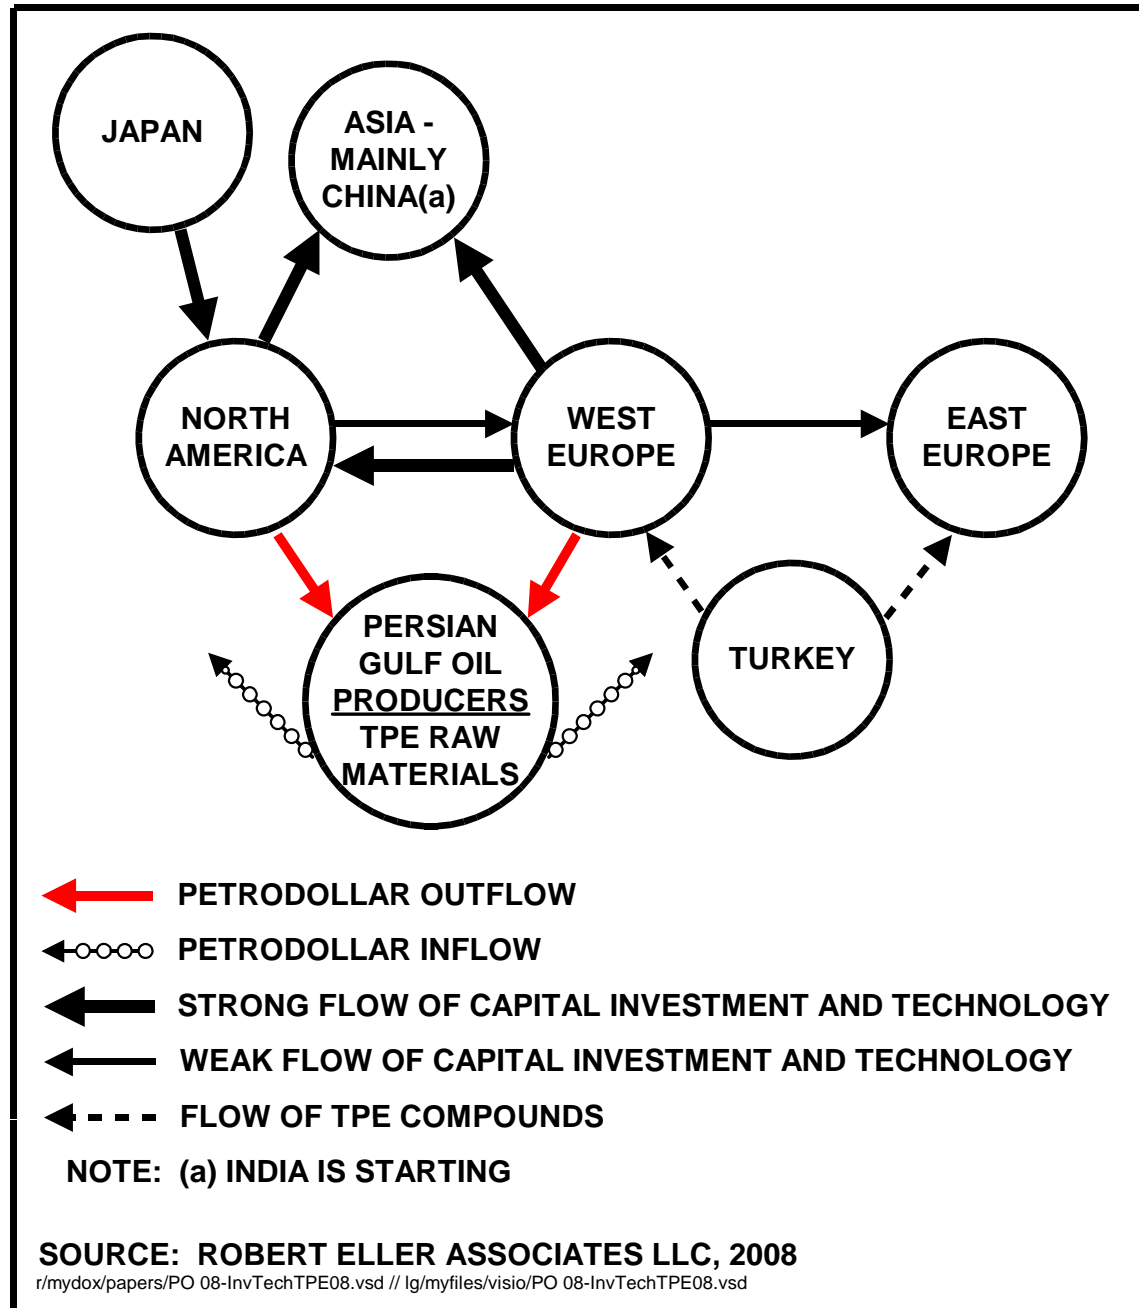 JAPAN
ASIA -
MAINLY
CHINA(a)
NORTH
AMERICA
WEST
EUROPE
EAST
EUROPE
PERSIAN
GULF OIL
PRODUCERS
TPE RAW
MATERIALS
TURKEY
PETRODOLLAR OUTFLOW
PETRODOLLAR INFLOW
STRONG FLOW OF CAPITAL INVESTMENT AND TECHNOLOGY
WEAK FLOW OF CAPITAL INVESTMENT AND TECHNOLOGY
FLOW OF TPE COMPOUNDS
NOTE: (a) INDIA IS STARTING
SOURCE: ROBERT ELLER ASSOCIATES LLC, 2008
r/mydox/papers/PO 08-InvTechTPE08.vsd // lg/myfiles/visio/PO 08-InvTechTPE08.vsd